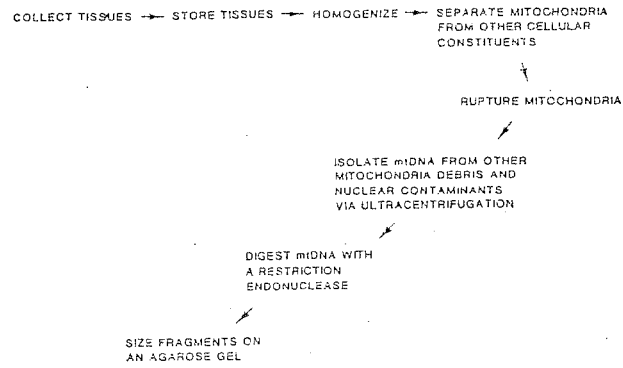 COLLECT TISSUES → STORE TISSUES → HOMOGENIZE → SEPARATE MITOCHONDRIA
FROM OTHER CELLULAR
CONSTITUENTS
RUPTURE MITOCHONDRIA
ISOLATE mtDNA FROM OTHER
MITOCHONDRIA DEBRIS AND
NUCLEAR CONTAMINANTS
VIA ULTRACENTRIFUGATION
DIGEST mtDNA WITH
A RESTRICTION
ENDONUCLEASE
SIZE FRAGMENTS ON
AN AGAROSE GEL